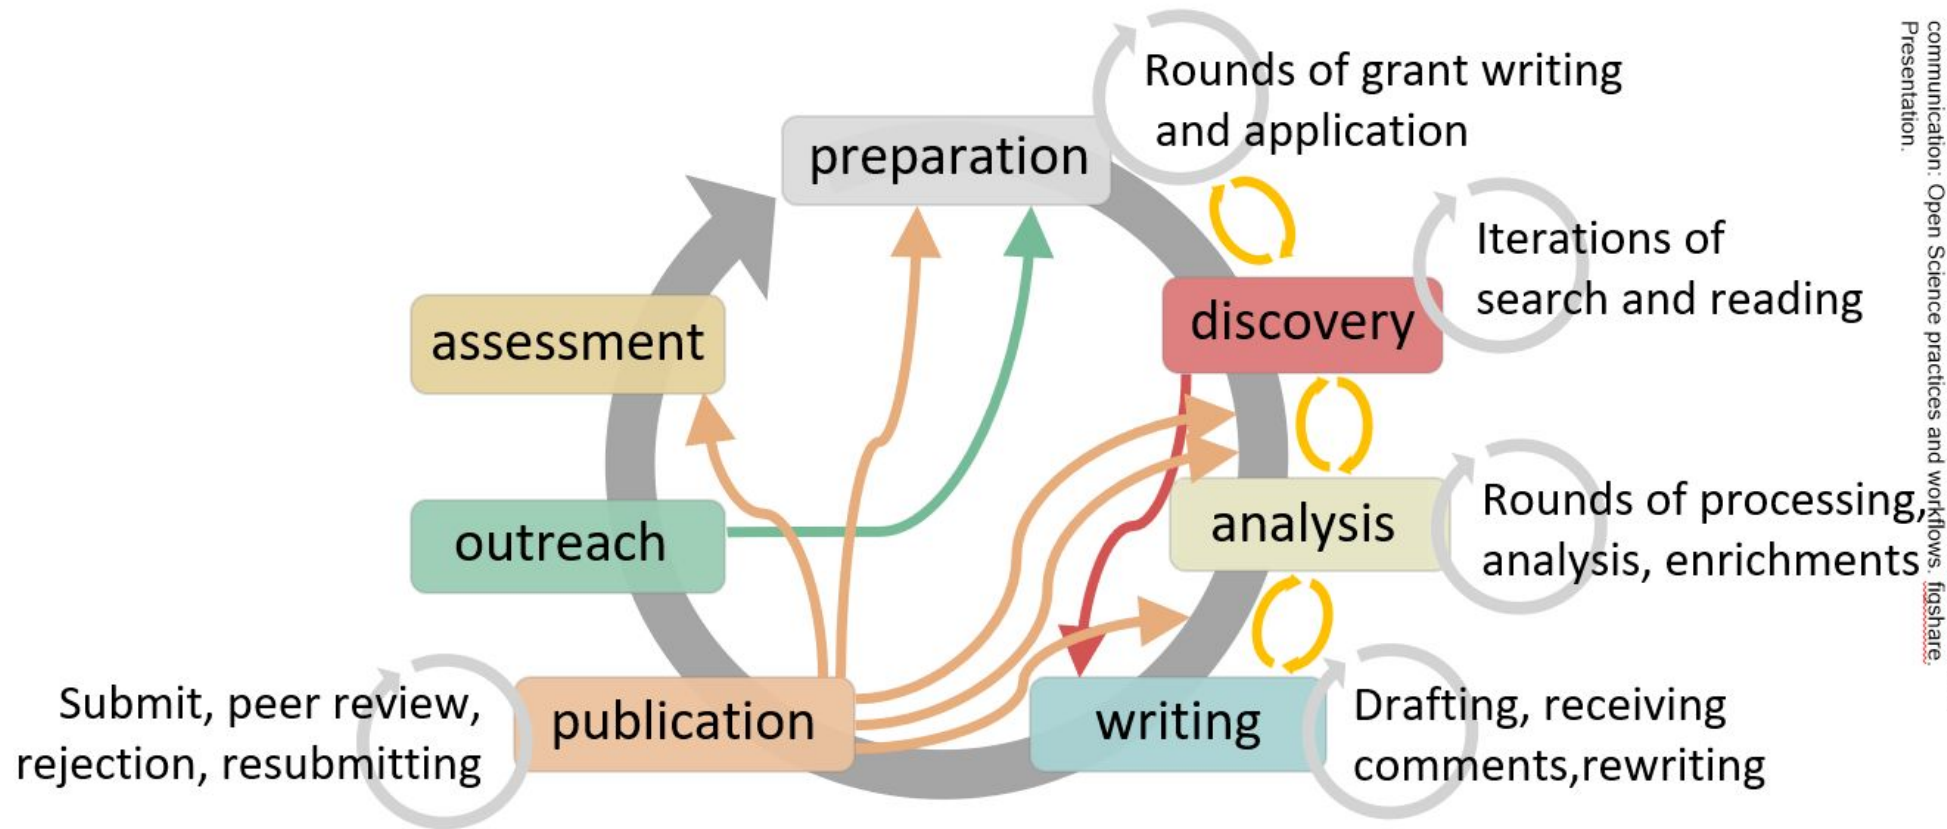 Rounds of grant writing
and application
preparation
Iterations of
search and reading
discovery
assessment
Rounds of processing,
analysis, enrichments
analysis
outreach
Submit, peer review,
rejection, resubmitting
publication
writing
Drafting, receiving
comments,rewriting
communication: Open Science practices and workflows. figshare.
Presentation.